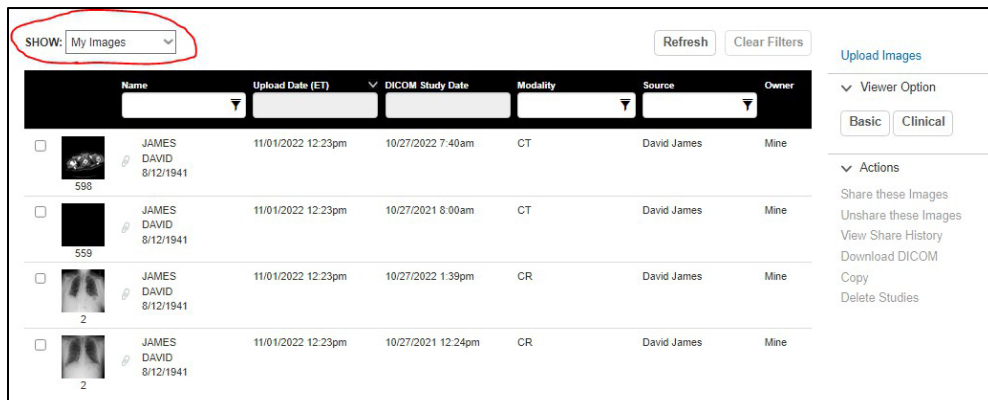 SHOW: My Images
Refresh
Clear Filters
Name
Upload Date (ET)
DICOM Study Date
Modality
Source
Owner
598
JAMES
DAVID
8/12/1941
11/01/2022 12:23pm
10/27/2022 7:40am
CT
David James
Mine
559
JAMES
DAVID
8/12/1941
11/01/2022 12:23pm
10/27/2021 8:00am
CT
David James
Mine
2
JAMES
DAVID
8/12/1941
11/01/2022 12:23pm
10/27/2022 1:39pm
CR
David James
Mine
2
JAMES
DAVID
8/12/1941
11/01/2022 12:23pm
10/27/2021 12:24pm
CR
David James
Mine
Upload Images
Viewer Option
Basic
Clinical
Actions
Share these Images
Unshare these Images
View Share History
Download DICOM
Copy
Delete Studies